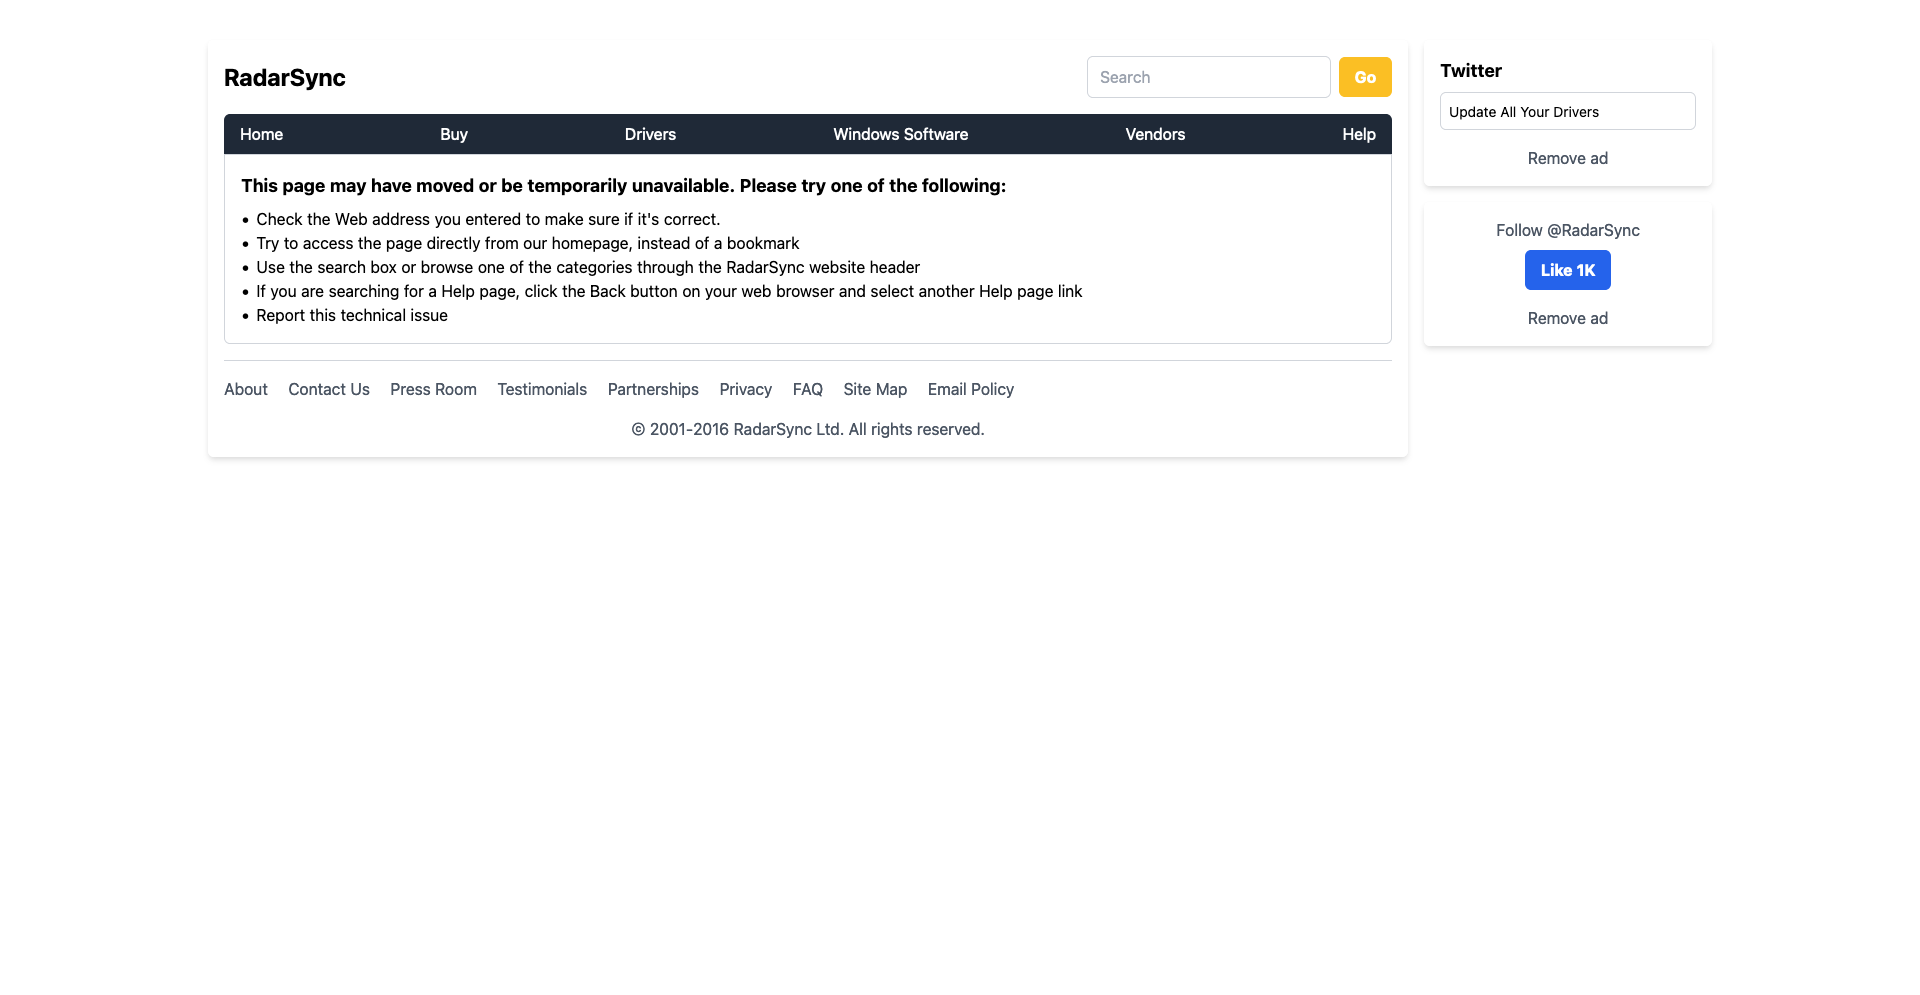 RadarSync
Search
Go
Home
Buy
Drivers
Windows Software
Vendors
Help
This page may have moved or be temporarily unavailable. Please try one of the following:
• Check the Web address you entered to make sure if it's correct.
• Try to access the page directly from our homepage, instead of a bookmark
• Use the search box or browse one of the categories through the RadarSync website header
• If you are searching for a Help page, click the Back button on your web browser and select another Help page link
• Report this technical issue
About
Contact Us
Press Room
Testimonials
Partnerships
Privacy
FAQ
Site Map
Email Policy
© 2001-2016 RadarSync Ltd. All rights reserved.
Twitter
Update All Your Drivers
Remove ad
Follow @RadarSync
Like 1K
Remove ad